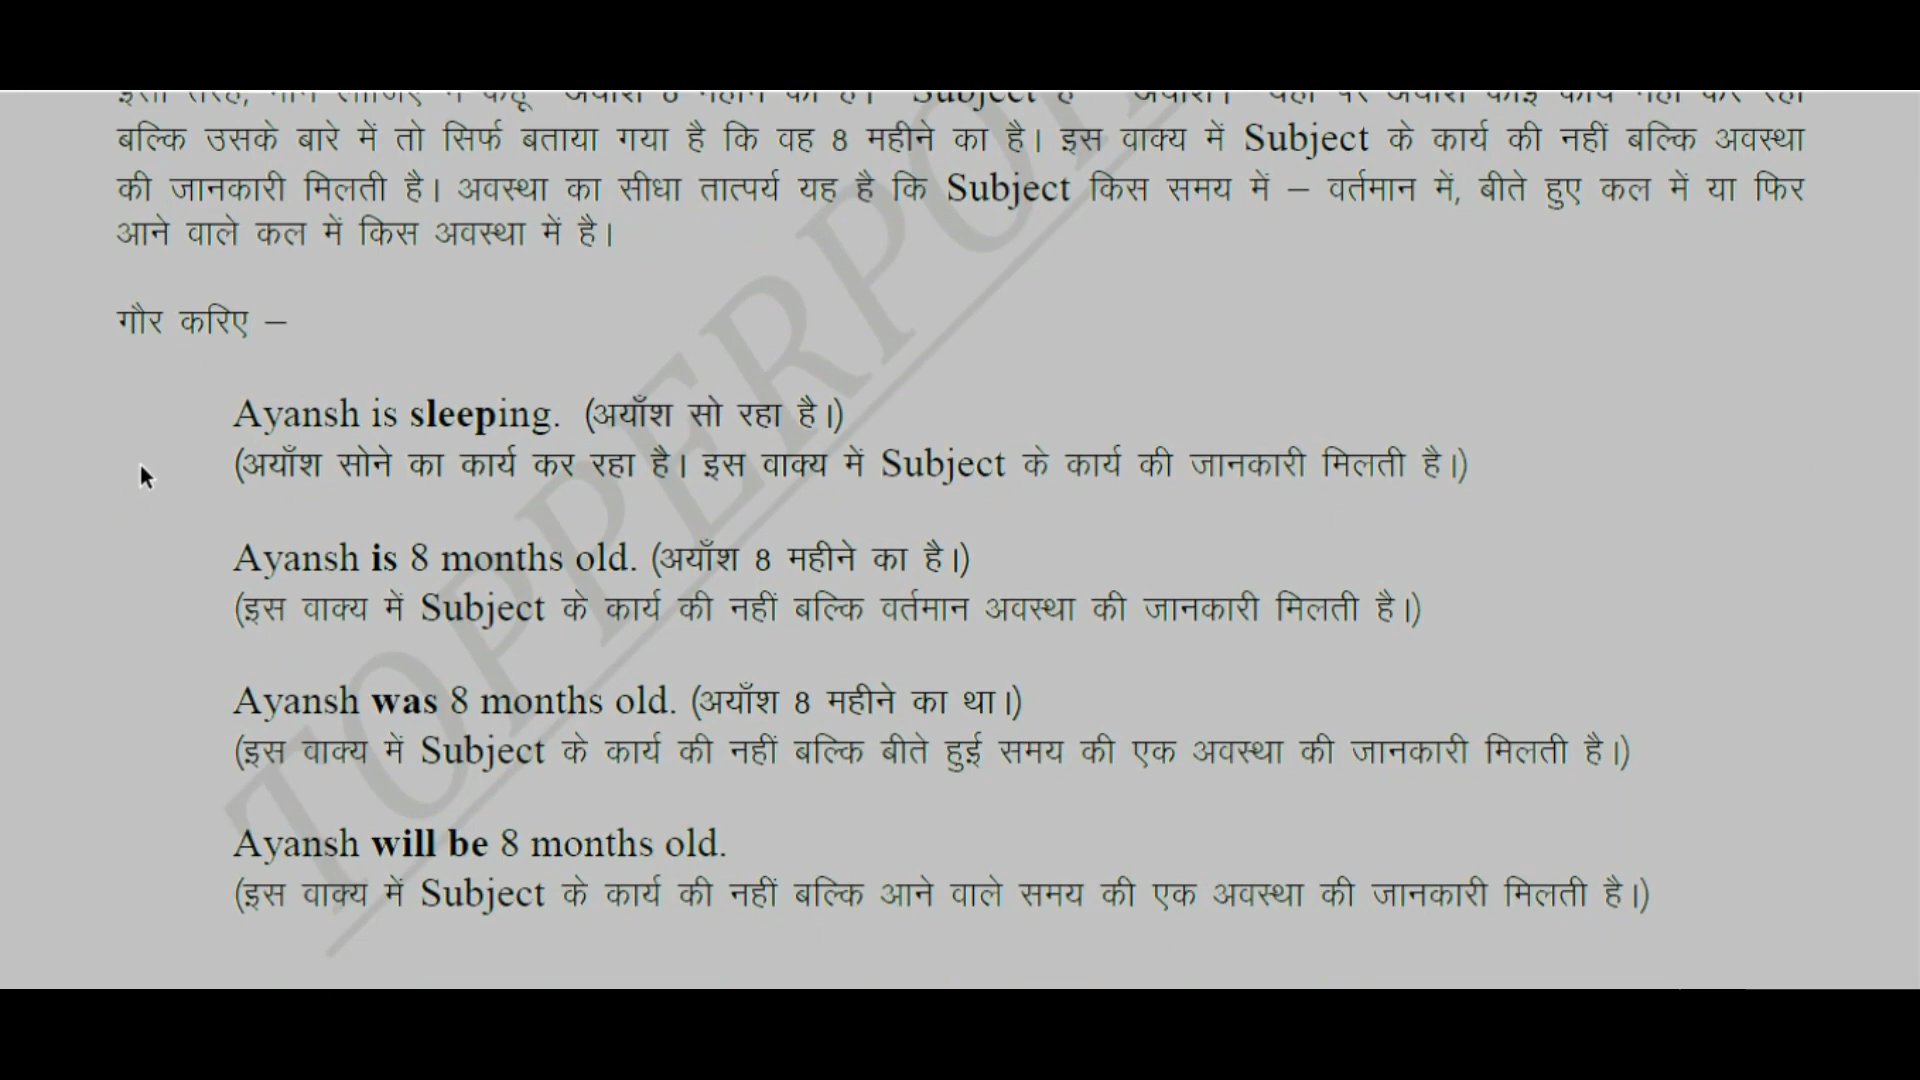 बल्कि उसके बारे में तो सिर्फ बताया गया है कि वह 8 महीने का है। इस वाक्य में Subject के कार्य की नहीं बल्कि अवस्था
की जानकारी मिलती है। अवस्था का सीधा तात्पर्य यह है कि Subject किस समय में – वर्तमान में, बीते हुए कल में या फिर
आने वाले कल में किस अवस्था में है।
गौर करिए –
Ayansh is sleeping. (अयाँश सो रहा है।)
(अयाँश सोने का कार्य कर रहा है। इस वाक्य में Subject के कार्य की जानकारी मिलती है।)
Ayansh is 8 months old. (अयाँश 8 महीने का है।)
(इस वाक्य में Subject के कार्य की नहीं बल्कि वर्तमान अवस्था की जानकारी मिलती है।)
Ayansh was 8 months old. (अयाँश 8 महीने का था।)
(इस वाक्य में Subject के कार्य की नहीं बल्कि बीते हुई समय की एक अवस्था की जानकारी मिलती है।)
Ayansh will be 8 months old.
(इस वाक्य में Subject के कार्य की नहीं बल्कि आने वाले समय की एक अवस्था की जानकारी मिलती है।)